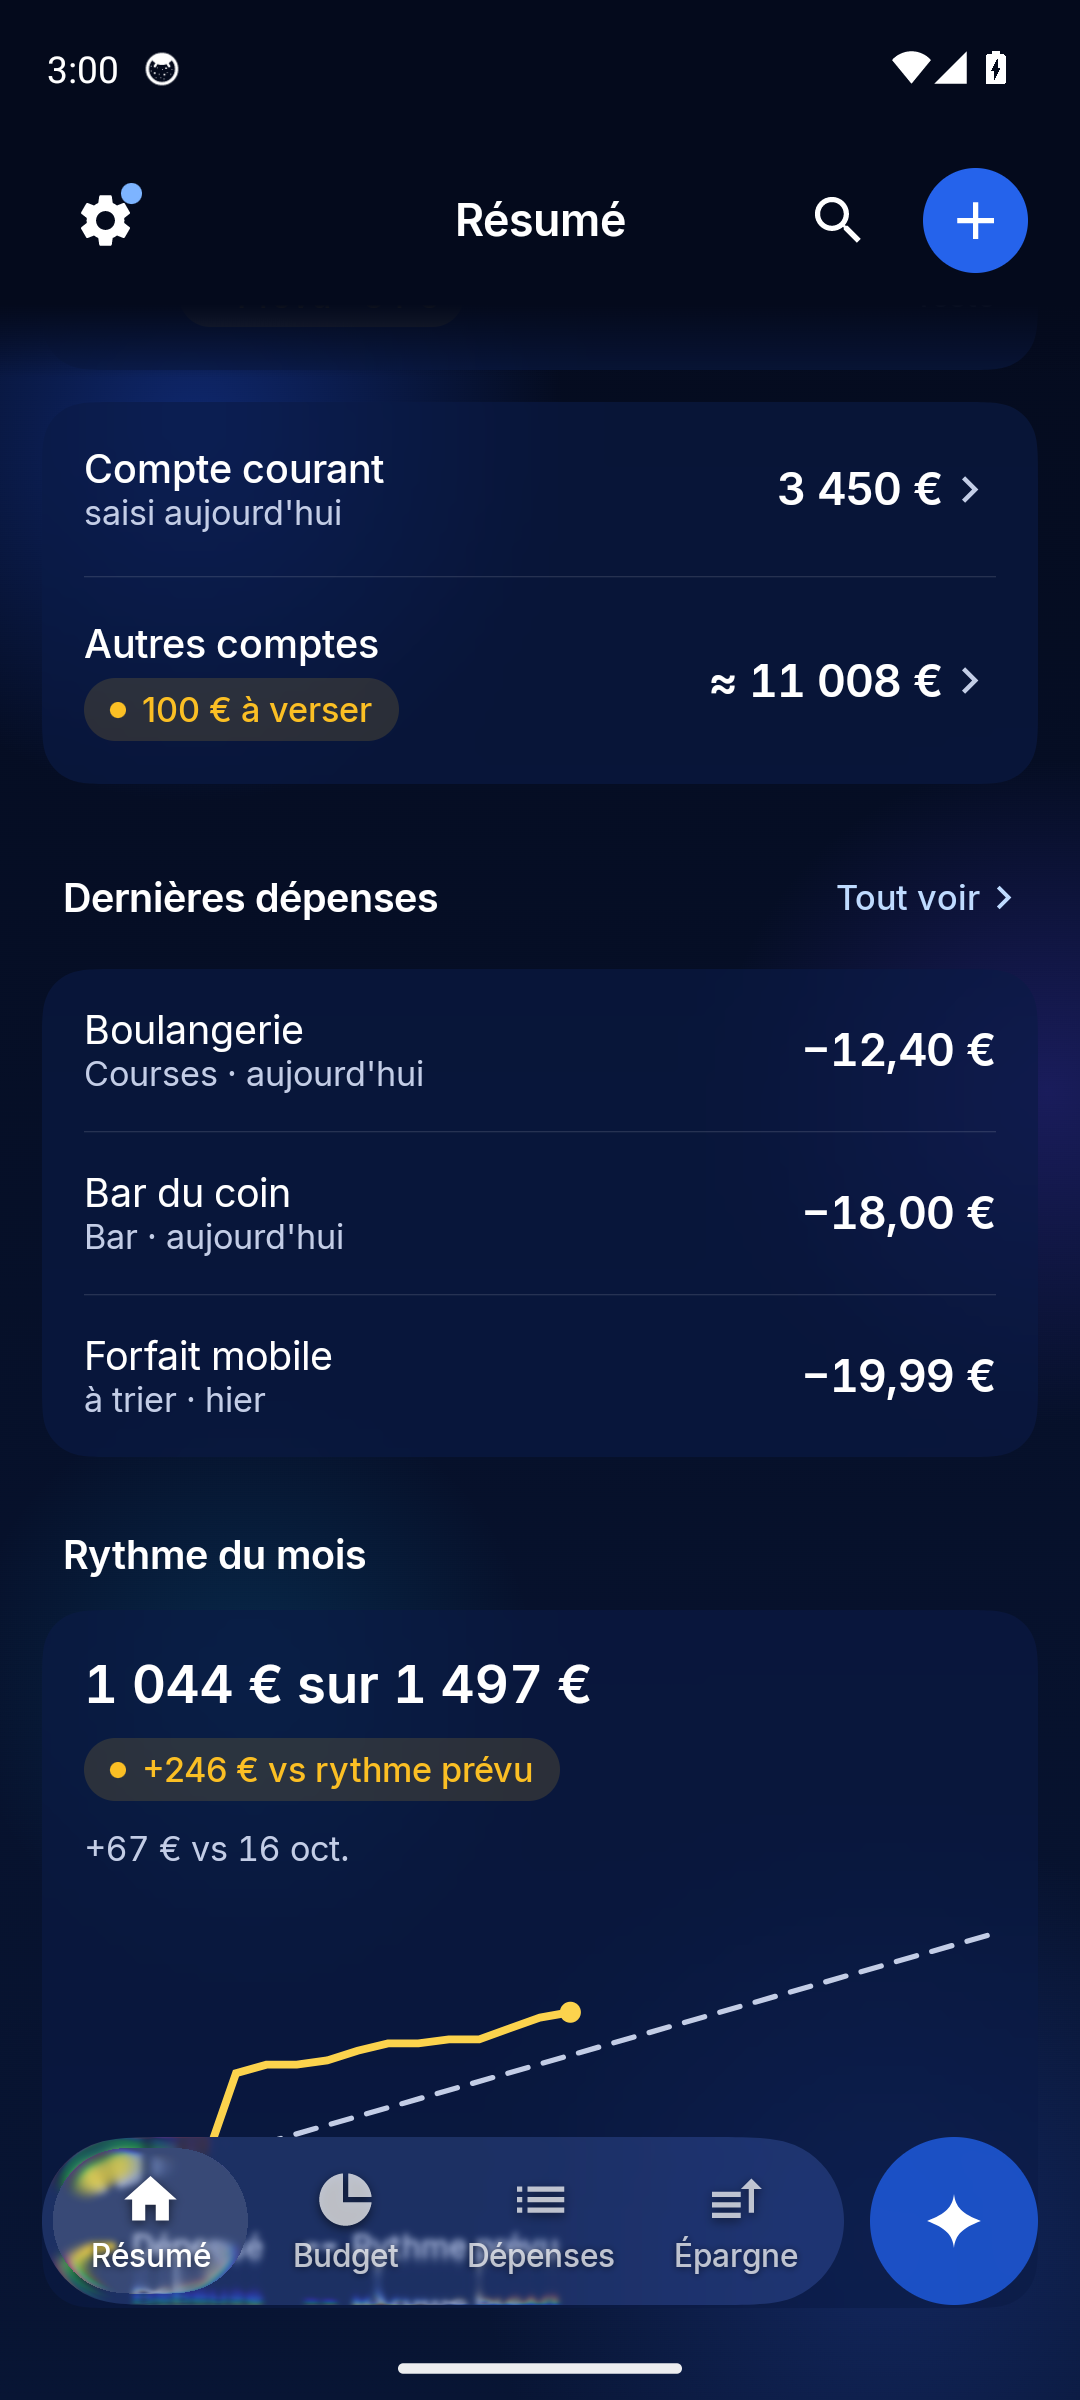 3:00
Résumé
Compte courant
saisi aujourd'hui
3 450 €
Autres comptes
100 € à verser
≈ 11 008 €
Dernières dépenses
Tout voir
Boulangerie
Courses · aujourd'hui
−12,40 €
Bar du coin
Bar · aujourd'hui
−18,00 €
Forfait mobile
à trier · hier
−19,99 €
Rythme du mois
1 044 € sur 1 497 €
+246 € vs rythme prévu
+67 € vs 16 oct.
Résumé
Budget
Dépenses
Épargne